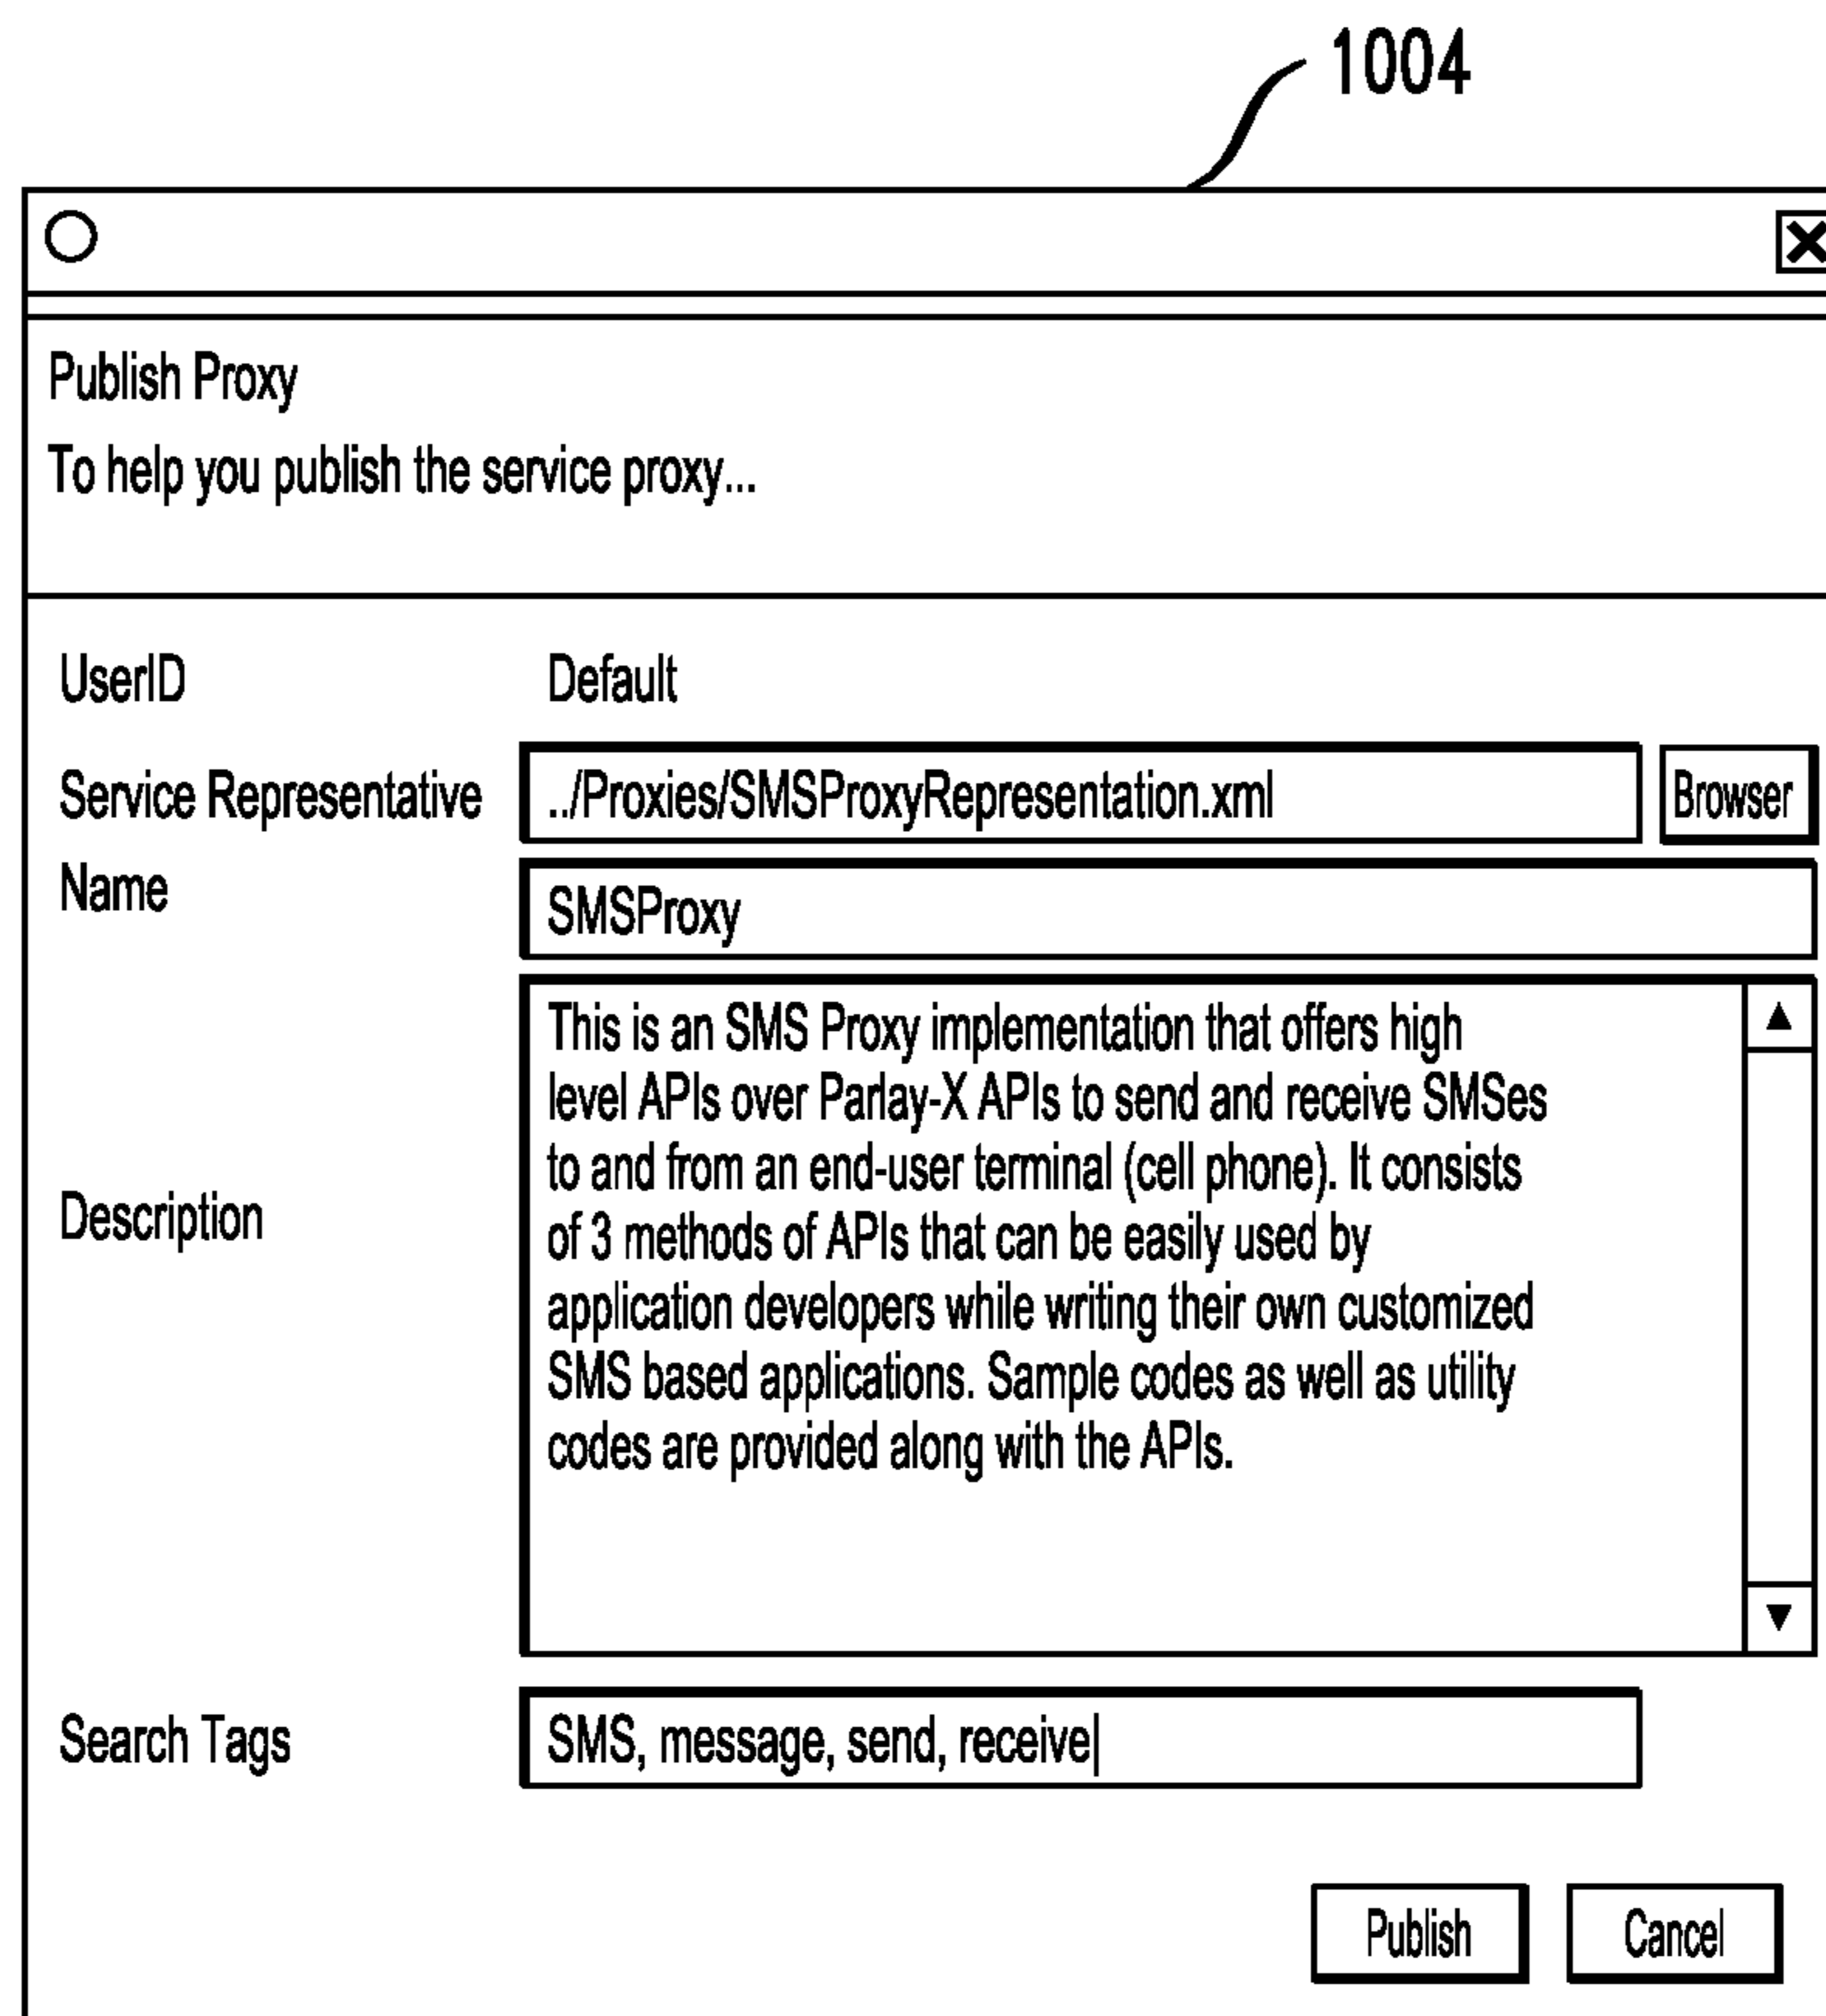 1004
Publish Proxy
To help you publish the service proxy...
UserID Default
Service Representative ../Proxies/SMSProxyRepresentation.xml Browser
Name SMSProxy
Description
This is an SMS Proxy implementation that offers high
level APIs over Parlay-X APIs to send and receive SMSes
to and from an end-user terminal (cell phone). It consists
of 3 methods of APIs that can be easily used by
application developers while writing their own customized
SMS based applications. Sample codes as well as utility
codes are provided along with the APIs.
Search Tags SMS, message, send, receive
Publish Cancel